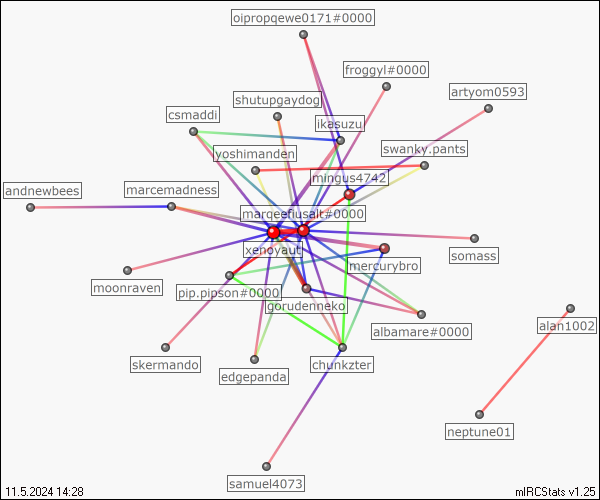 oipropqewe0171#0000
froggyl#0000
artyom0593
shutupgaydog
csmaddi
ikasuzu
swanky.pants
yoshimanden
mingus4742
andnewbees
marcemadness
marqeefiusalt#0000
xenoyaut
somass
mercurybro
moonraven
pip.pipson#0000
gorudenneko
alan1002
albamare#0000
skermando
chunkzter
edgepanda
neptune01
samuel4073
11.5.2024 14:28
mIRCStats v1.25